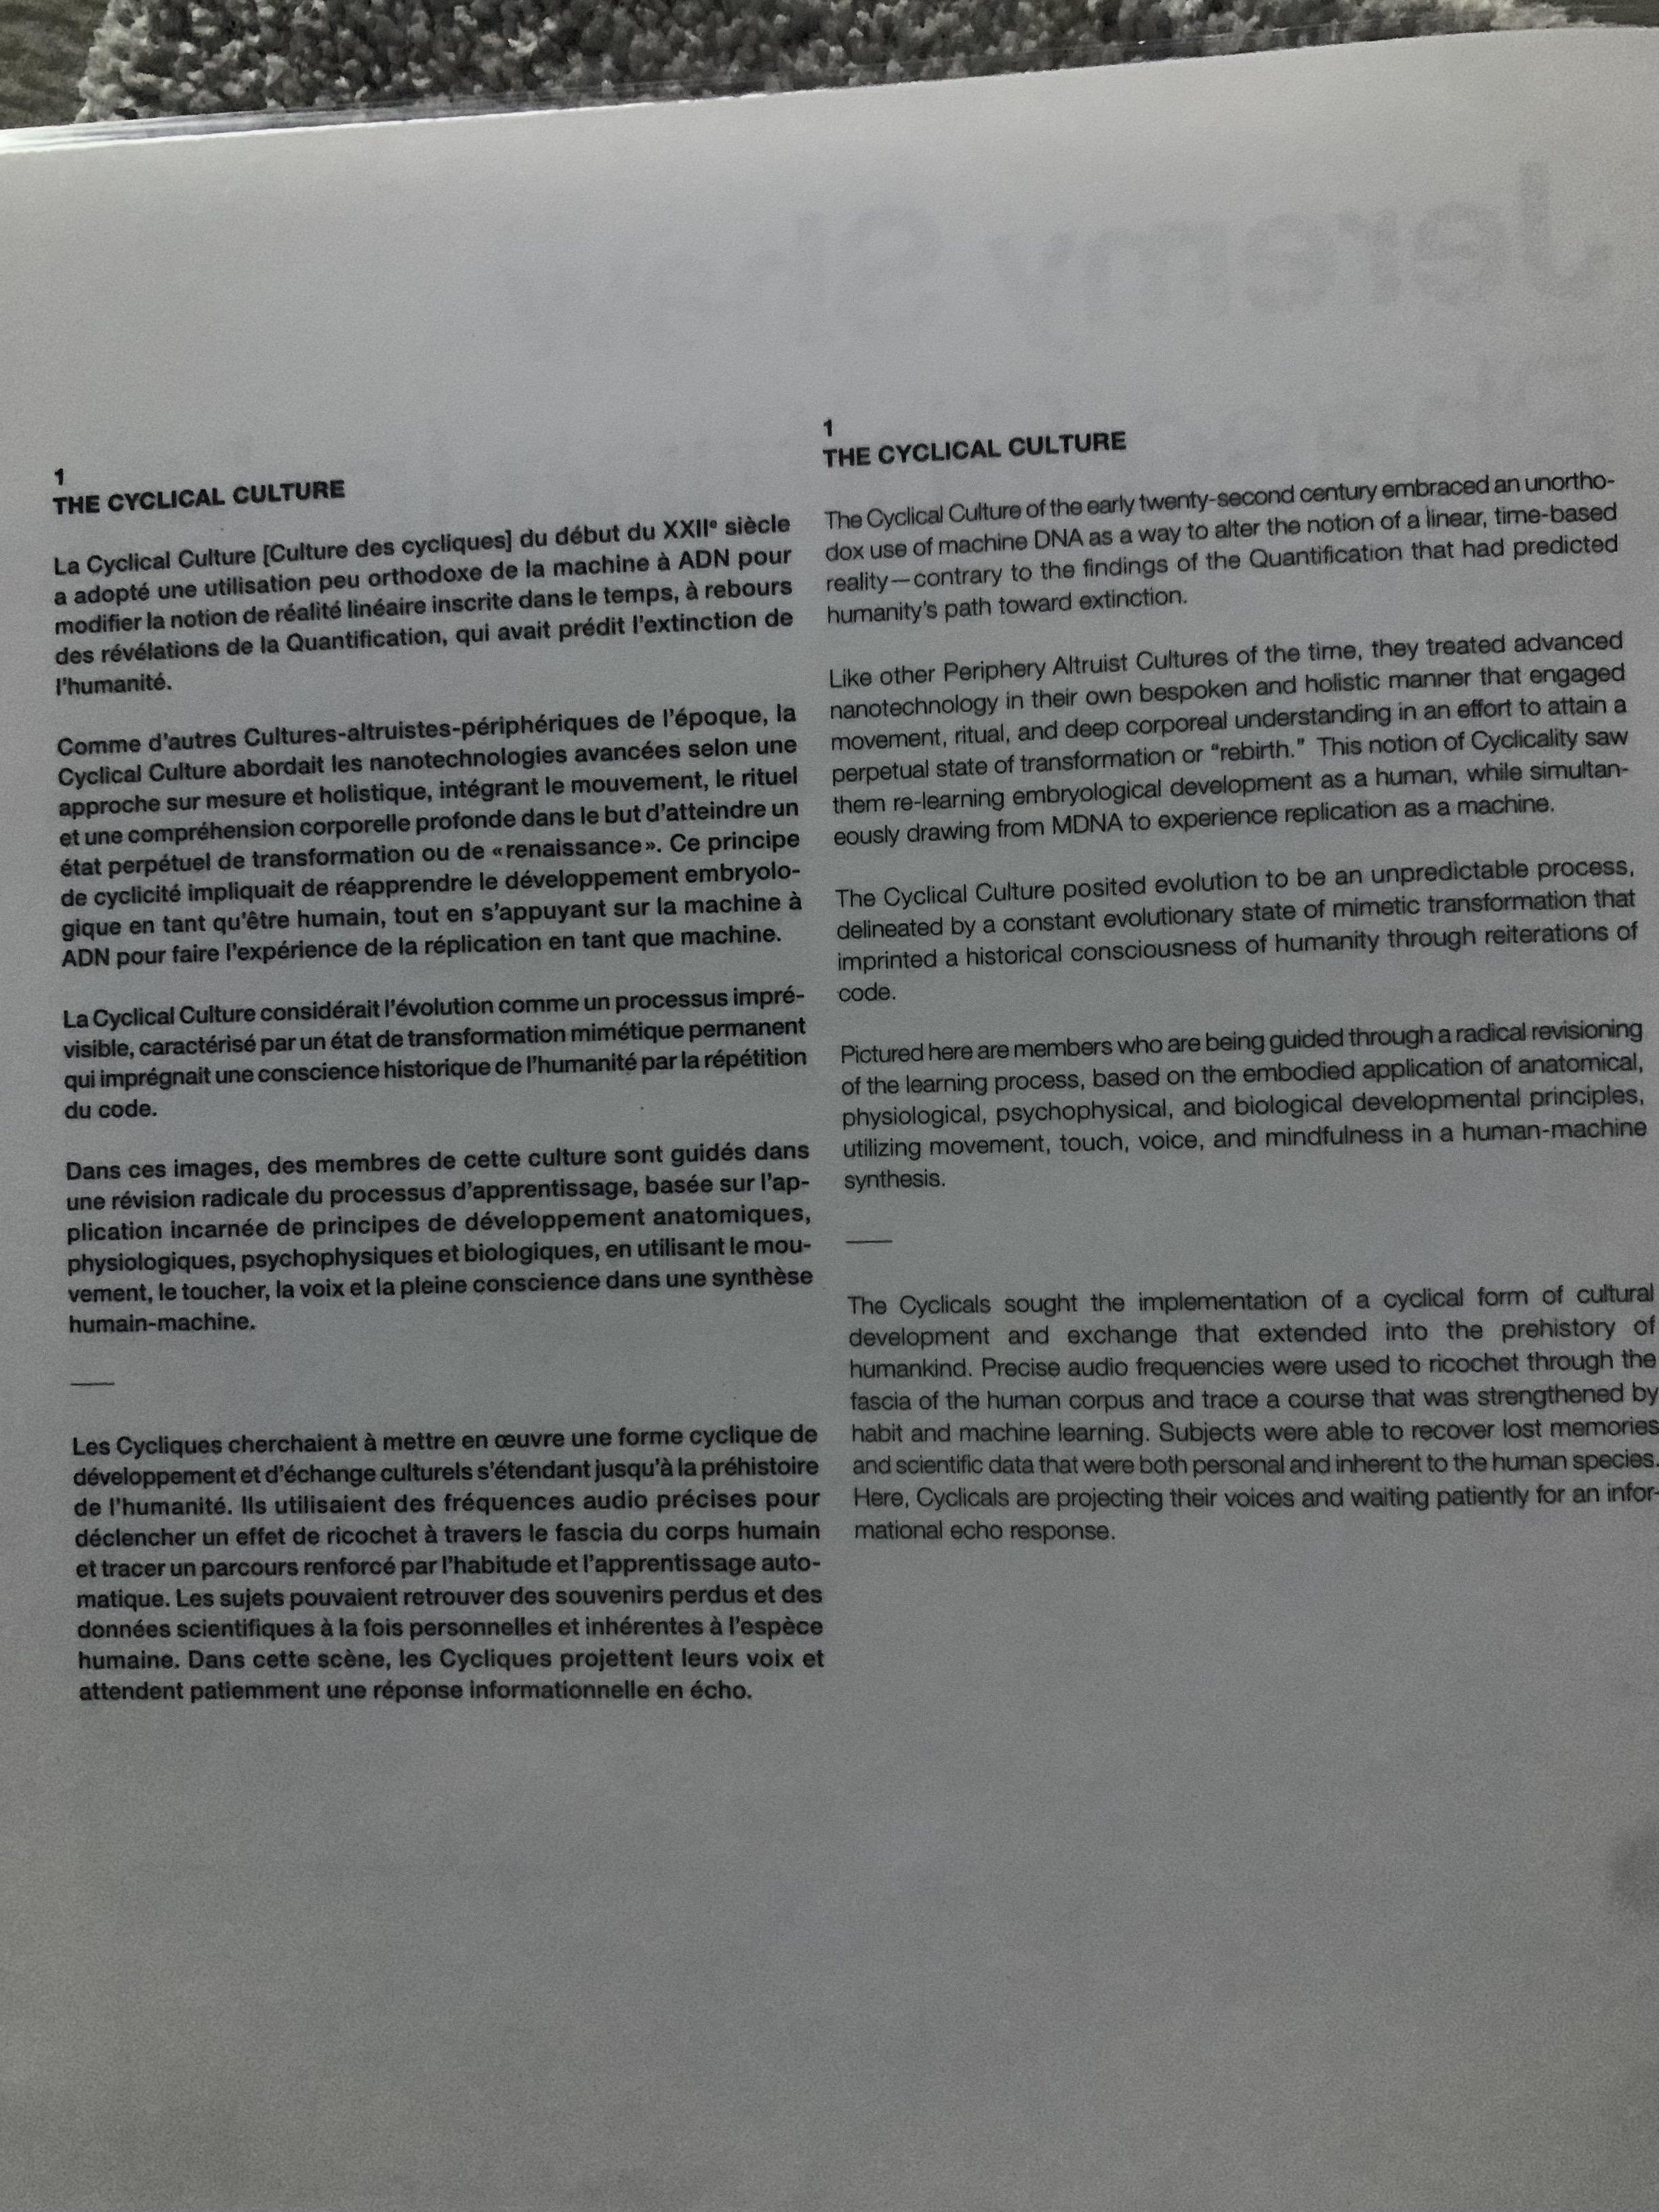 1
THE CYCLICAL CULTURE
La Cyclical Culture [Culture des cycliques] du début du XXIIe siècle
a adopté une utilisation peu orthodoxe de la machine à ADN pour
modifier la notion de réalité linéaire inscrite dans le temps, à rebours
des révélations de la Quantification, qui avait prédit l'extinction de
l'humanité.
Comme d'autres Cultures-altruistes-périphériques de l'époque, la
Cyclical Culture abordait les nanotechnologies avancées selon une
approche sur mesure et holistique, intégrant le mouvement, le rituel
et une compréhension corporelle profonde dans le but d'atteindre un
état perpétuel de transformation ou de «renaissance». Ce principe
de cyclicité impliquait de réapprendre le développement embryolo-
gique en tant qu'être humain, tout en s'appuyant sur la machine à
ADN pour faire l'expérience de la réplication en tant que machine.
La Cyclical Culture considérait l'évolution comme un processus impré-
visible, caractérisé par un état de transformation mimétique permanent
qui imprégnait une conscience historique de l'humanité par la répétition
du code.
Dans ces images, des membres de cette culture sont guidés dans
une révision radicale du processus d'apprentissage, basée sur l'ap-
plication incarnée de principes de développement anatomiques,
physiologiques, psychophysiques et biologiques, en utilisant le mou-
vement, le toucher, la voix et la pleine conscience dans une synthèse
humain-machine.
Les Cycliques cherchaient à mettre en œuvre une forme cyclique de
développement et d'échange culturels s'étendant jusqu'à la préhistoire
de l'humanité. Ils utilisaient des fréquences audio précises pour
déclencher un effet de ricochet à travers le fascia du corps humain
et tracer un parcours renforcé par l'habitude et l'apprentissage auto-
matique. Les sujets pouvaient retrouver des souvenirs perdus et des
données scientifiques à la fois personnelles et inhérentes à l'espèce
humaine. Dans cette scène, les Cycliques projettent leurs voix et
attendent patiemment une réponse informationnelle en écho.
1
THE CYCLICAL CULTURE
The Cyclical Culture of the early twenty-second century embraced an unortho-
dox use of machine DNA as a way to alter the notion of a linear, time-based
reality—contrary to the findings of the Quantification that had predicted
humanity's path toward extinction.
Like other Periphery Altruist Cultures of the time, they treated advanced
nanotechnology in their own bespoken and holistic manner that engaged
movement, ritual, and deep corporeal understanding in an effort to attain a
perpetual state of transformation or "rebirth." This notion of Cyclicality saw
them re-learning embryological development as a human, while simultan-
eously drawing from MDNA to experience replication as a machine.
The Cyclical Culture posited evolution to be an unpredictable process,
delineated by a constant evolutionary state of mimetic transformation that
imprinted a historical consciousness of humanity through reiterations of
code.
Pictured here are members who are being guided through a radical revisioning
of the learning process, based on the embodied application of anatomical,
physiological, psychophysical, and biological developmental principles,
utilizing movement, touch, voice, and mindfulness in a human-machine
synthesis.
The Cyclicals sought the implementation of a cyclical form of cultural
development and exchange that extended into the prehistory of
humankind. Precise audio frequencies were used to ricochet through the
fascia of the human corpus and trace a course that was strengthened by
habit and machine learning. Subjects were able to recover lost memories
and scientific data that were both personal and inherent to the human species.
Here, Cyclicals are projecting their voices and waiting patiently for an infor-
mational echo response.